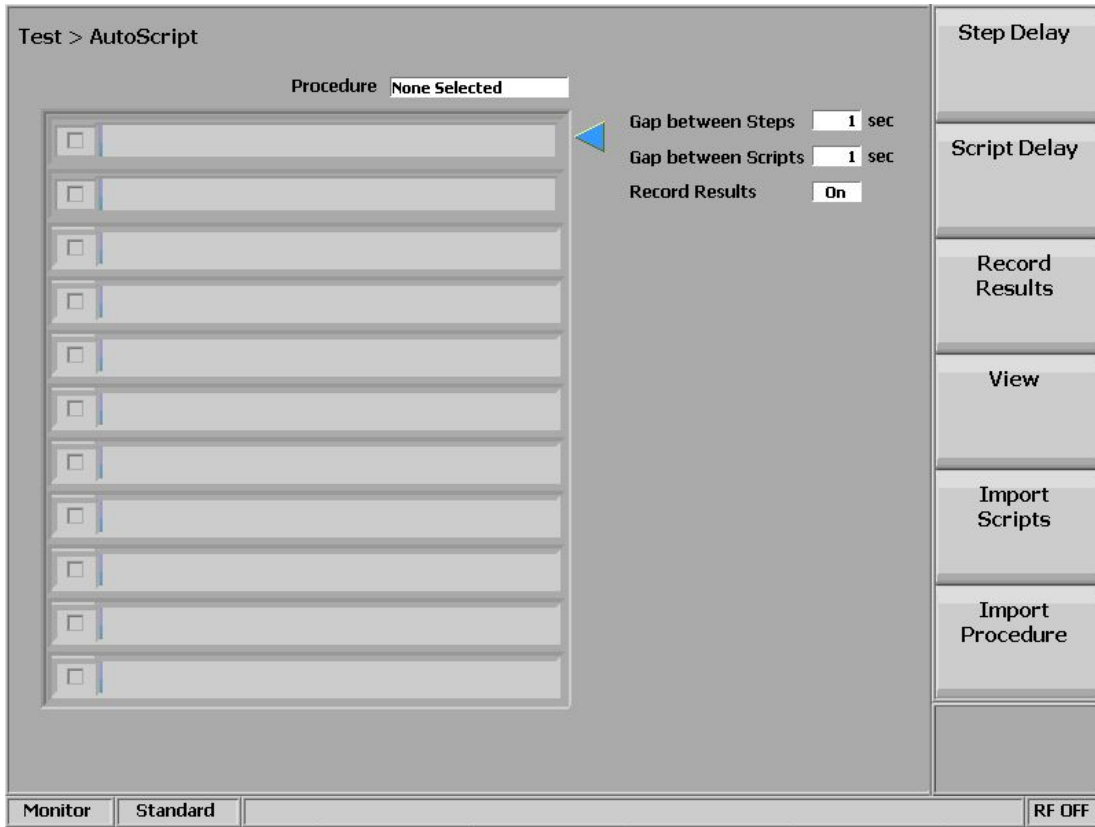 Test > AutoScript
Procedure None Selected
Gap between Steps 1 sec
Gap between Scripts 1 sec
Record Results On
Step Delay
Script Delay
Record
Results
View
Import
Scripts
Import
Procedure
Monitor Standard RF OFF